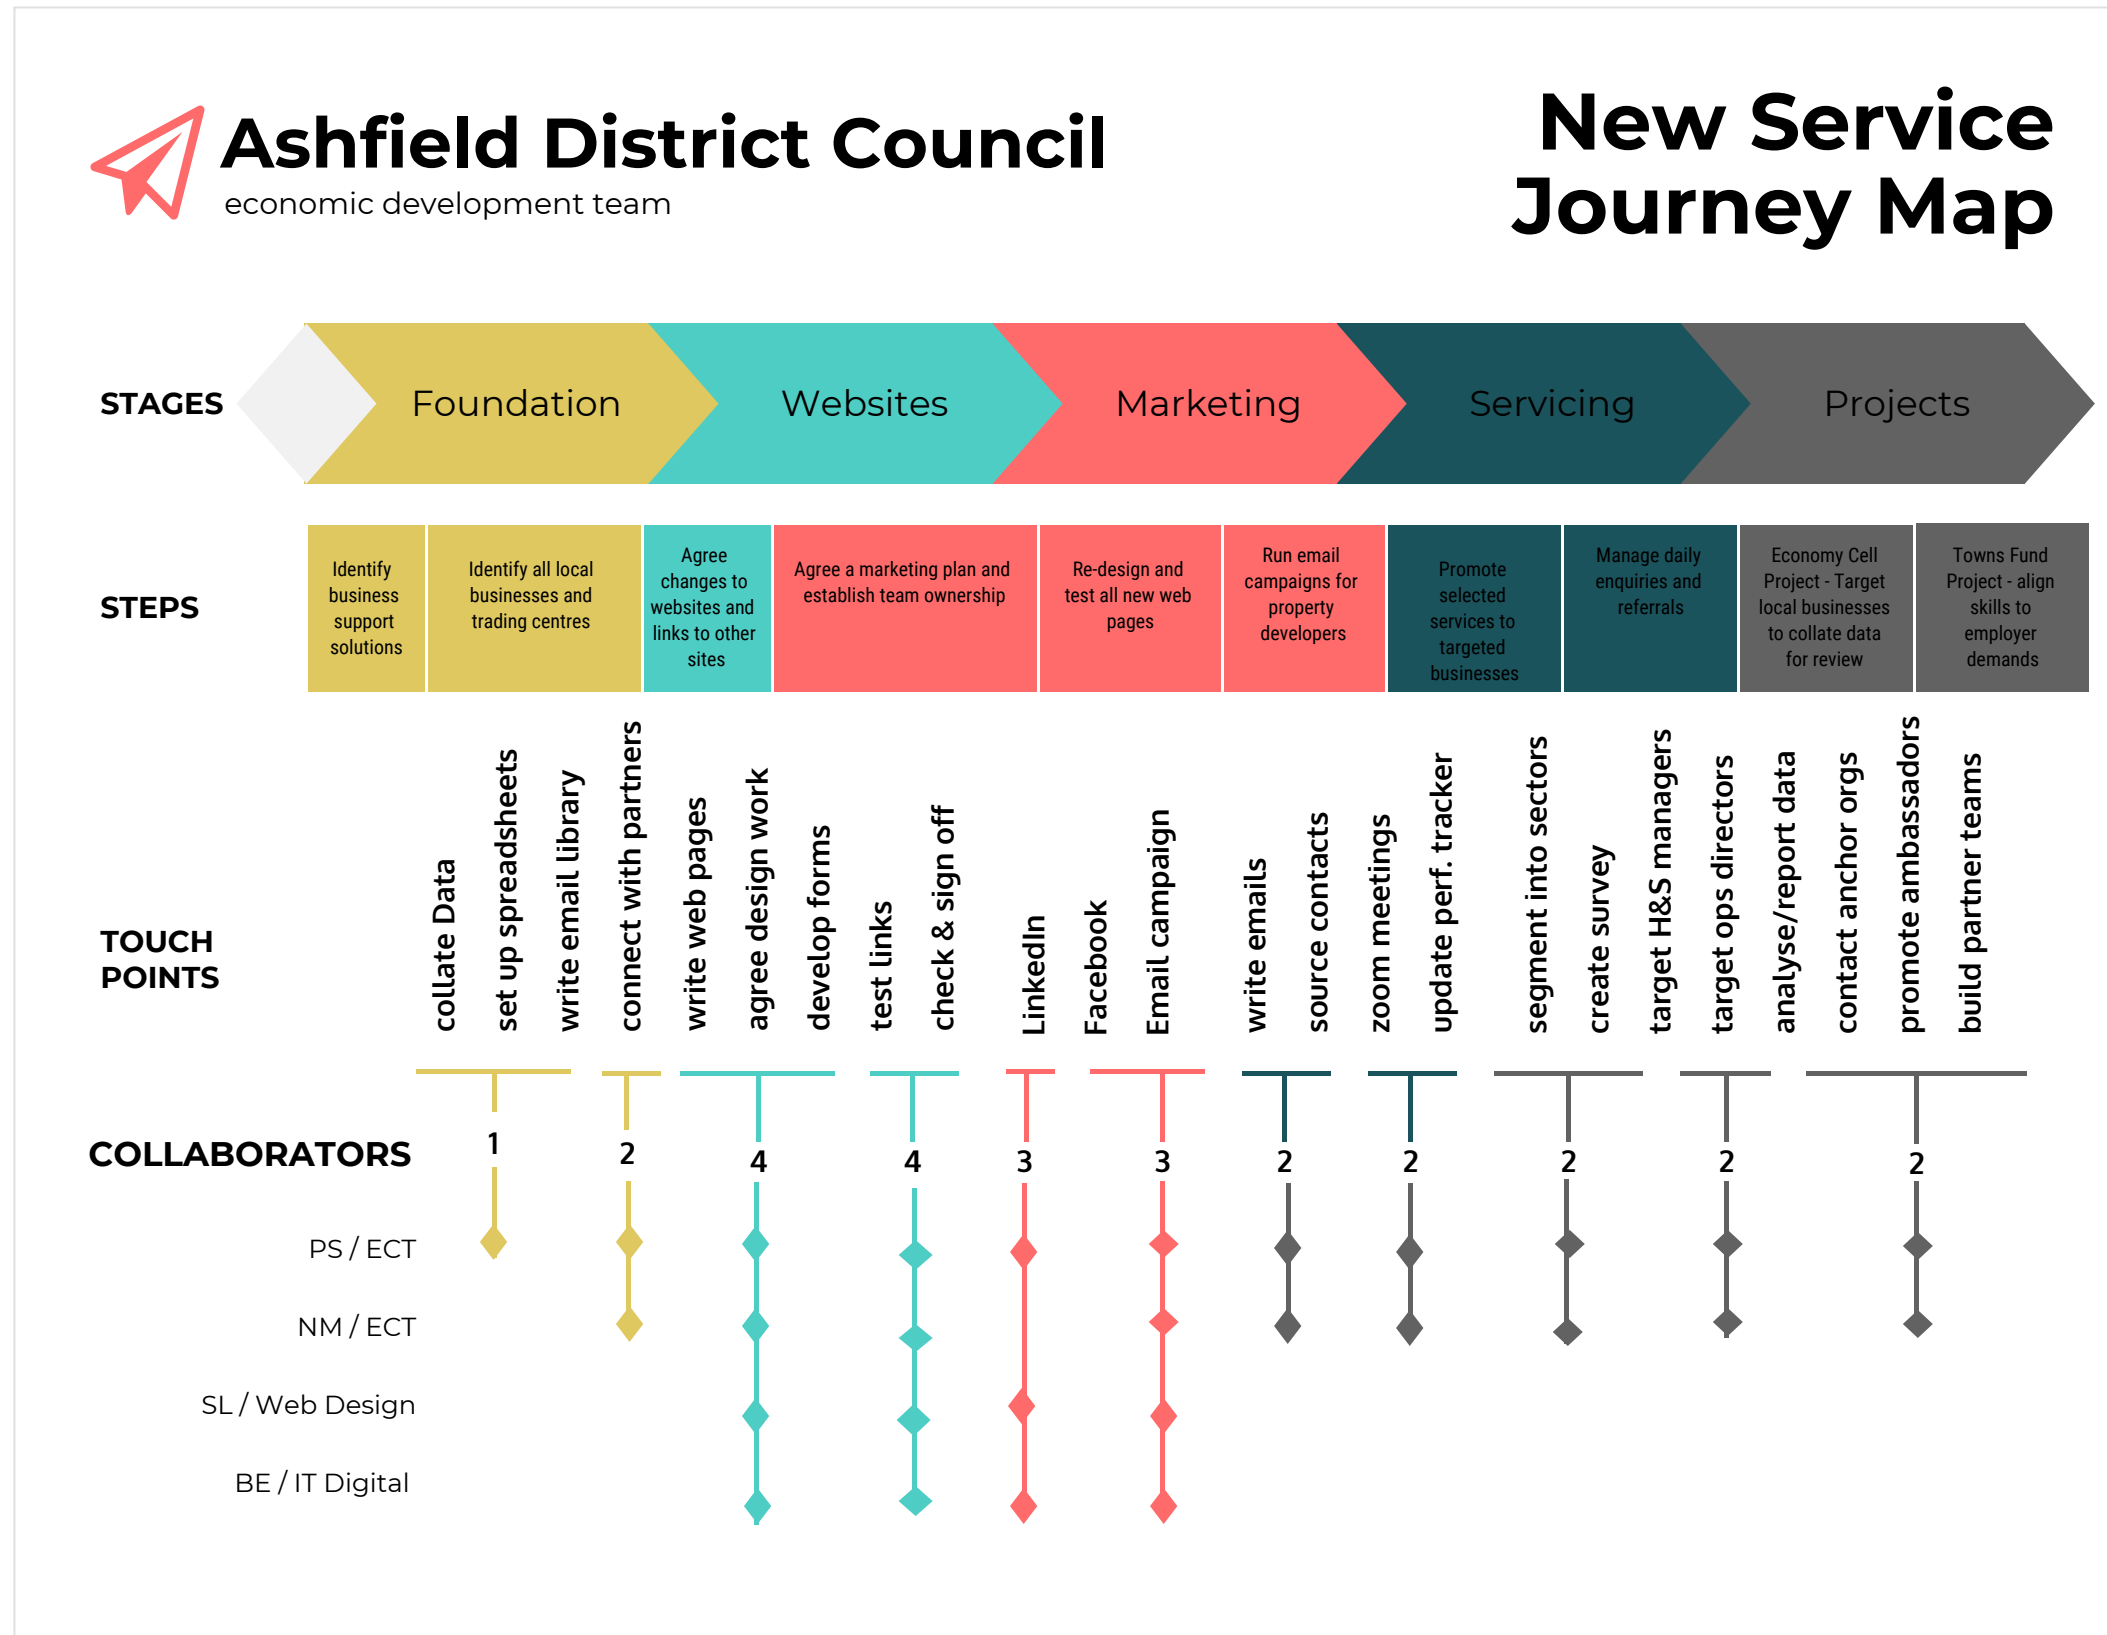 Ashfield District Council
economic development team
New Service
Journey Map
STAGES
Foundation
Websites
Marketing
Servicing
Projects
STEPS
Identify
business
support
solutions
Identify all local
businesses and
trading centres
Agree
changes to
websites and
links to other
sites
Agree a marketing plan and
establish team ownership
Re-design and
test all new web
pages
Run email
campaigns for
property
developers
Promote
selected
services to
targeted
businesses
Manage daily
enquiries and
referrals
Economy Cell
Project - Target
local businesses
to collate data
for review
Towns Fund
Project - align
skills to
employer
demands
TOUCH
POINTS
collate Data
set up spreadsheets
write email library
connect with partners
write web pages
agree design work
develop forms
test links
check & sign off
LinkedIn
Facebook
Email campaign
write emails
source contacts
zoom meetings
update perf. tracker
segment into sectors
create survey
target H&S managers
target ops directors
analyse/report data
contact anchor orgs
promote ambassadors
build partner teams
COLLABORATORS
1
2
4
4
3
3
2
2
2
2
2
PS / ECT
NM / ECT
SL / Web Design
BE / IT Digital